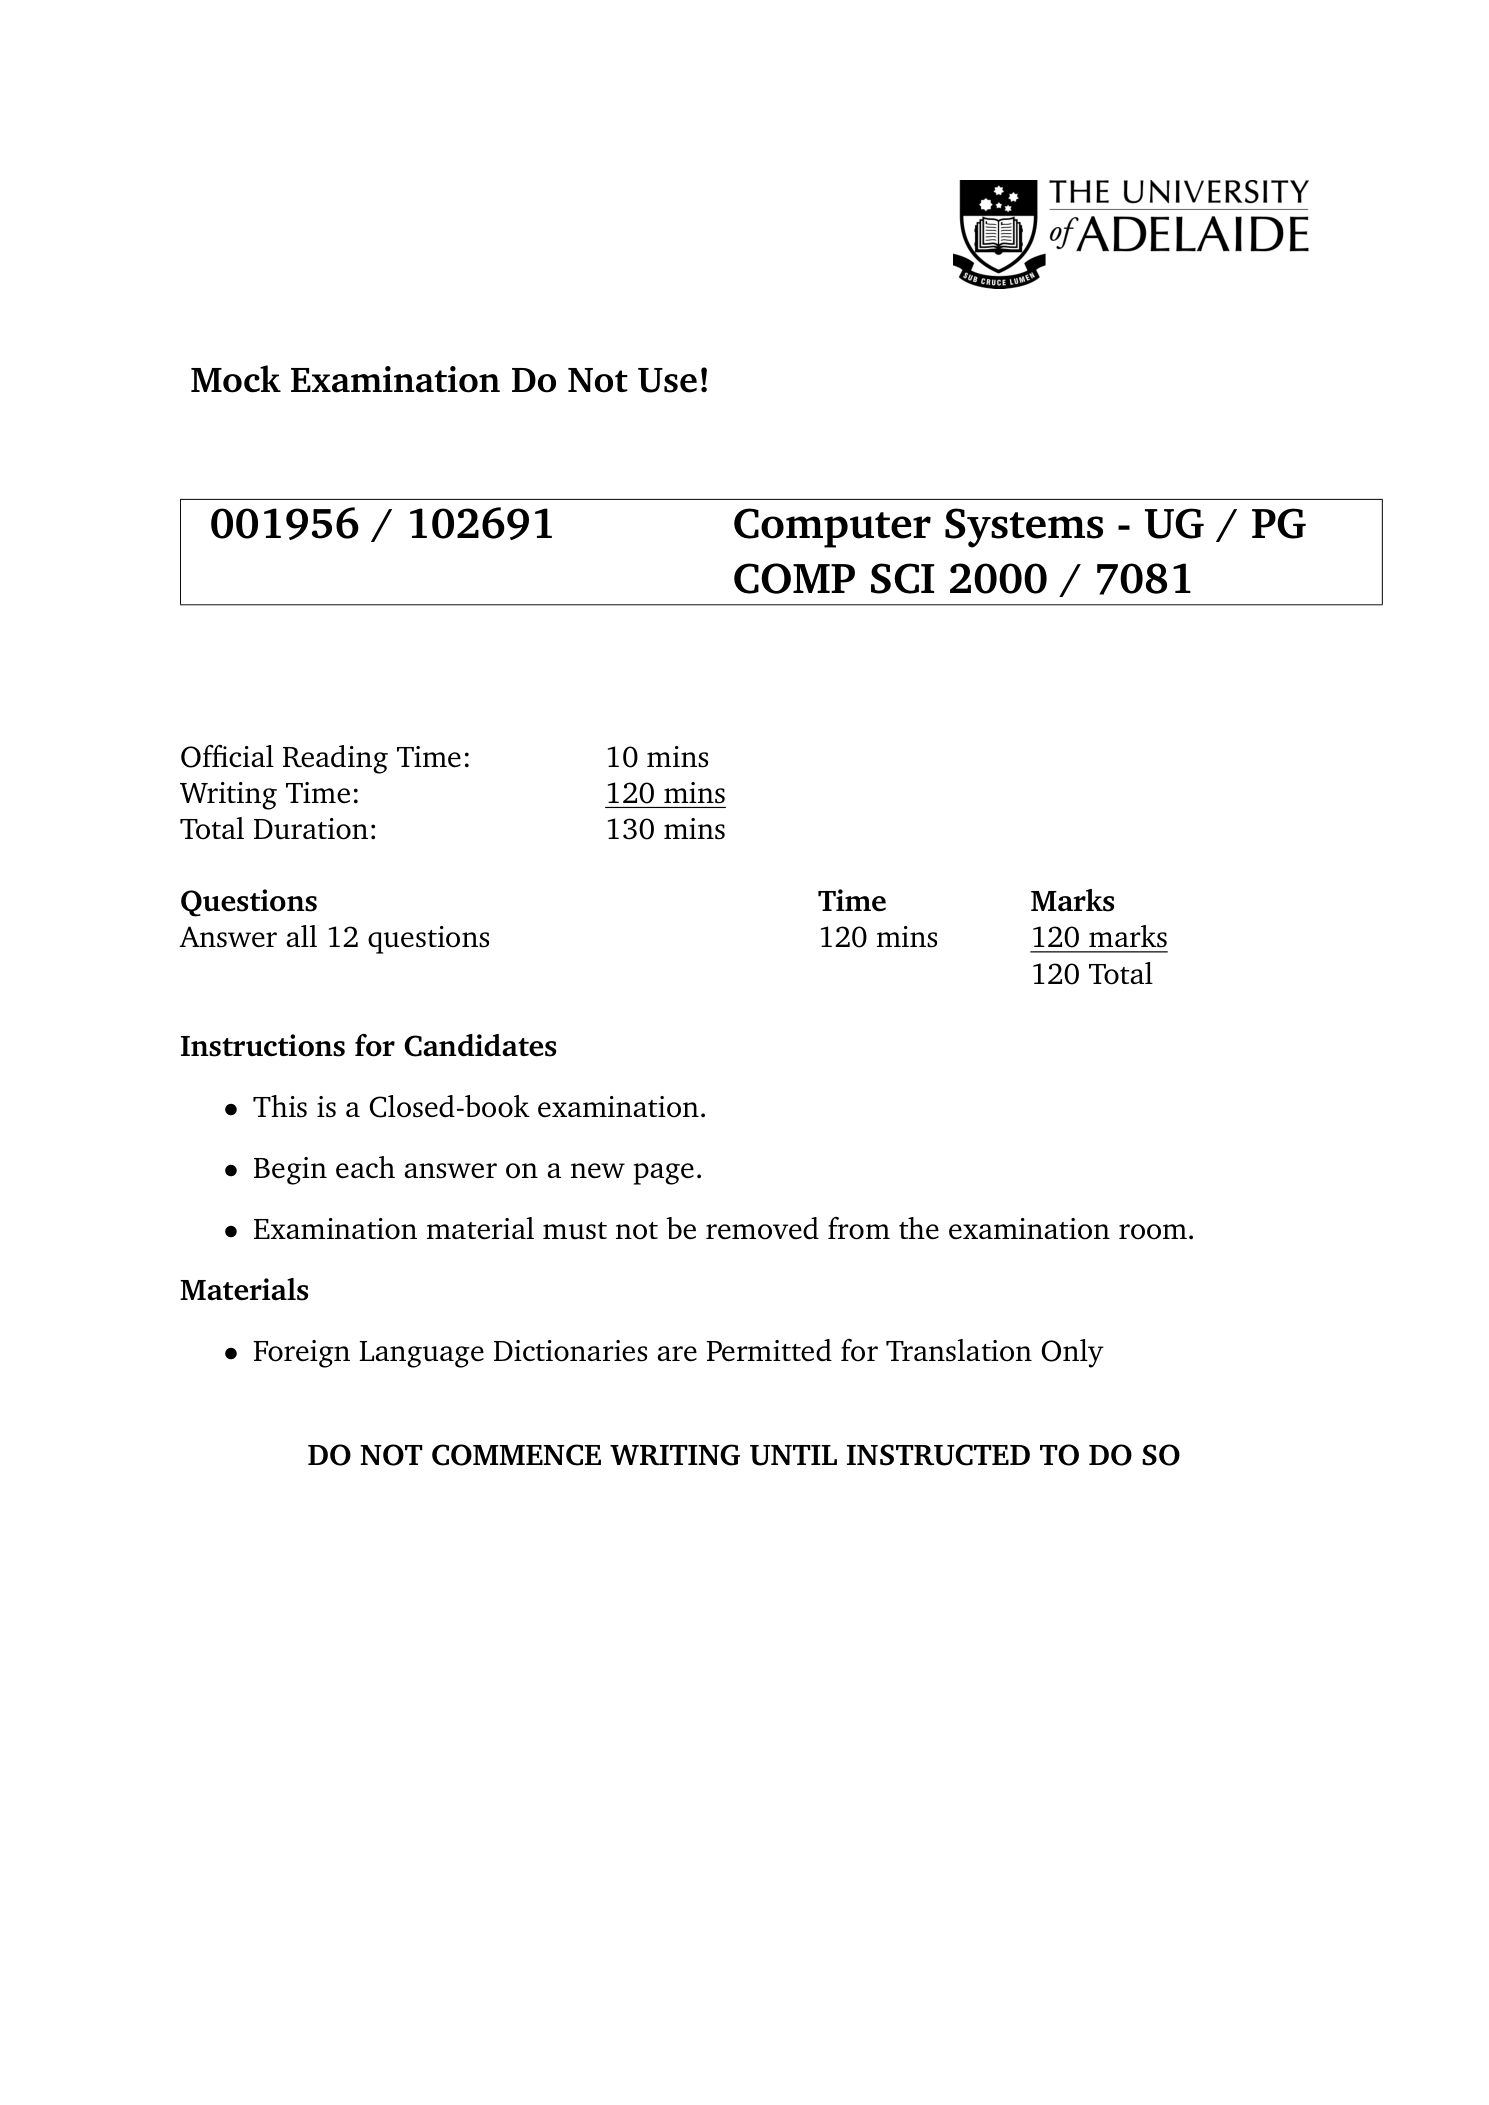 THE UNIVERSITY
of ADELAIDE
SUB CRUCE LUMEN
Mock Examination Do Not Use!
001956 / 102691 Computer Systems - UG / PG
COMP SCI 2000 / 7081
Official Reading Time: 10 mins
Writing Time: 120 mins
Total Duration: 130 mins
Questions Time Marks
Answer all 12 questions 120 mins 120 marks
120 Total
Instructions for Candidates
• This is a Closed-book examination.
• Begin each answer on a new page.
• Examination material must not be removed from the examination room.
Materials
• Foreign Language Dictionaries are Permitted for Translation Only
DO NOT COMMENCE WRITING UNTIL INSTRUCTED TO DO SO